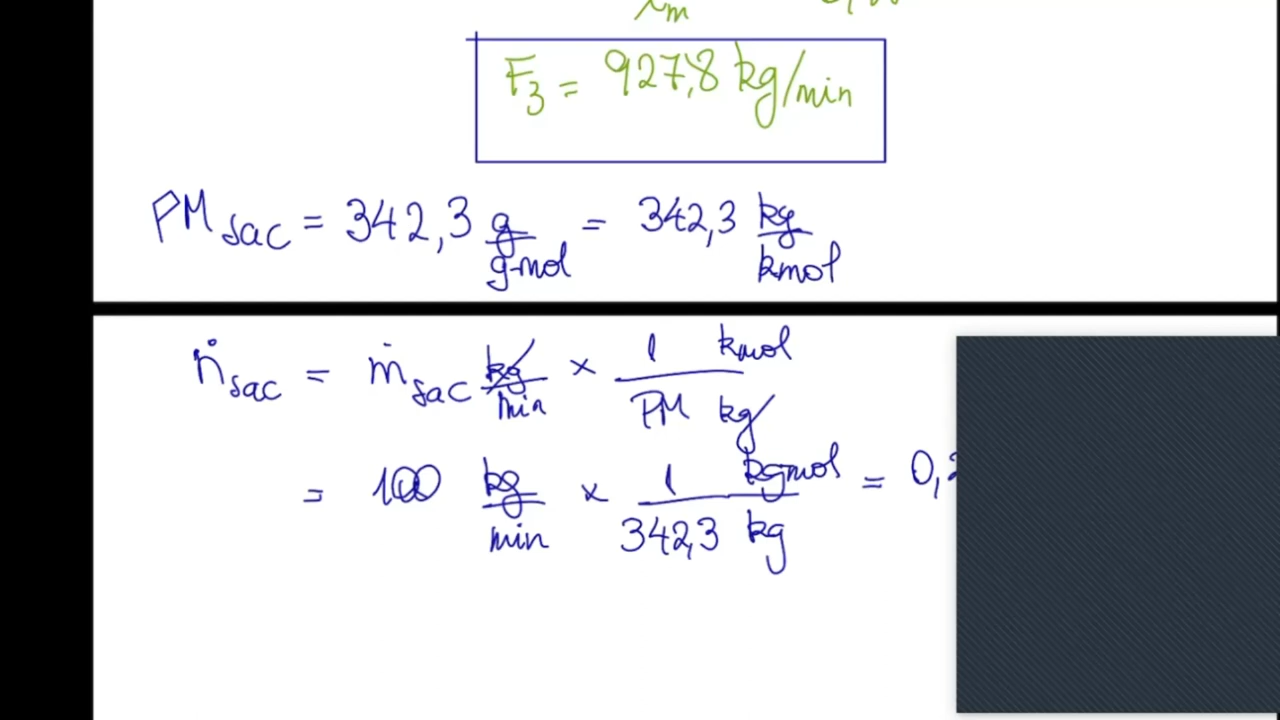 F₃ = 927,8 kg/min
PM sac = 342,3 g/g-mol = 342,3 kg/kmol
ṅ sac = ṁ sac kg/min × 1 kmol / PM kg
= 100 kg/min × 1 kgmol / 342,3 kg = 0,2